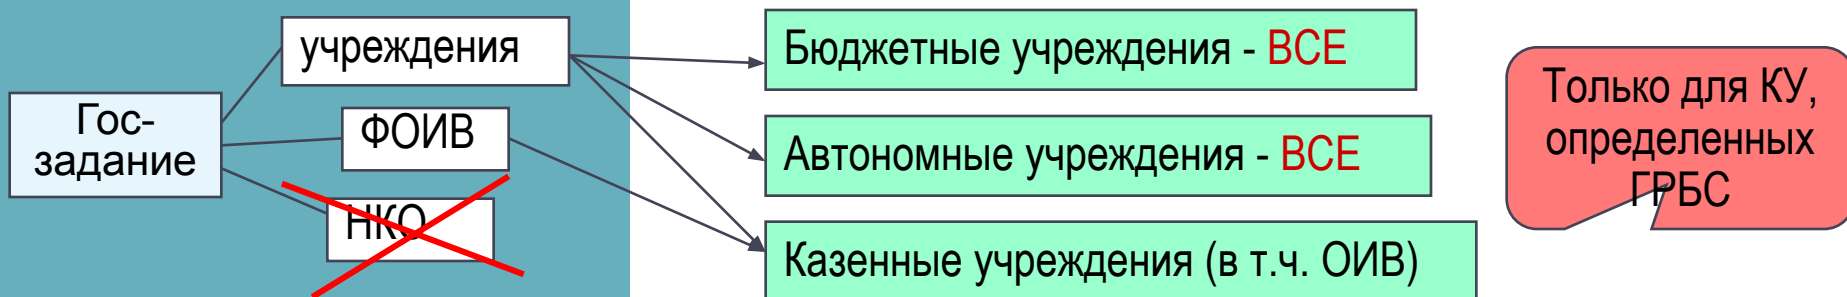 Гос-
задание
учреждения
ФОИВ
НКО
Бюджетные учреждения - ВСЕ
Автономные учреждения - ВСЕ
Казенные учреждения (в т.ч. ОИВ)
Только для КУ,
определенных
ГРБС